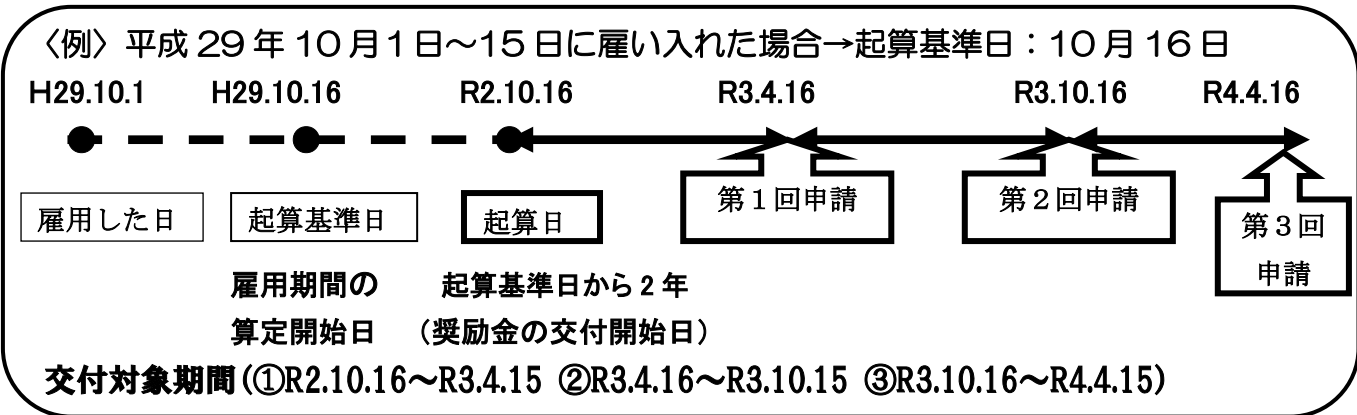 〈例〉平成29年10月1日～15日に雇い入れた場合→起算基準日：10月16日
H29.10.1 H29.10.16 R2.10.16 R3.4.16 R3.10.16 R4.4.16
雇用した日 起算基準日 起算日 第1回申請 第2回申請 第3回
申請
雇用期間の 起算基準日から2年
算定開始日 （奨励金の交付開始日）
交付対象期間(①R2.10.16～R3.4.15 ②R3.4.16～R3.10.15 ③R3.10.16～R4.4.15)